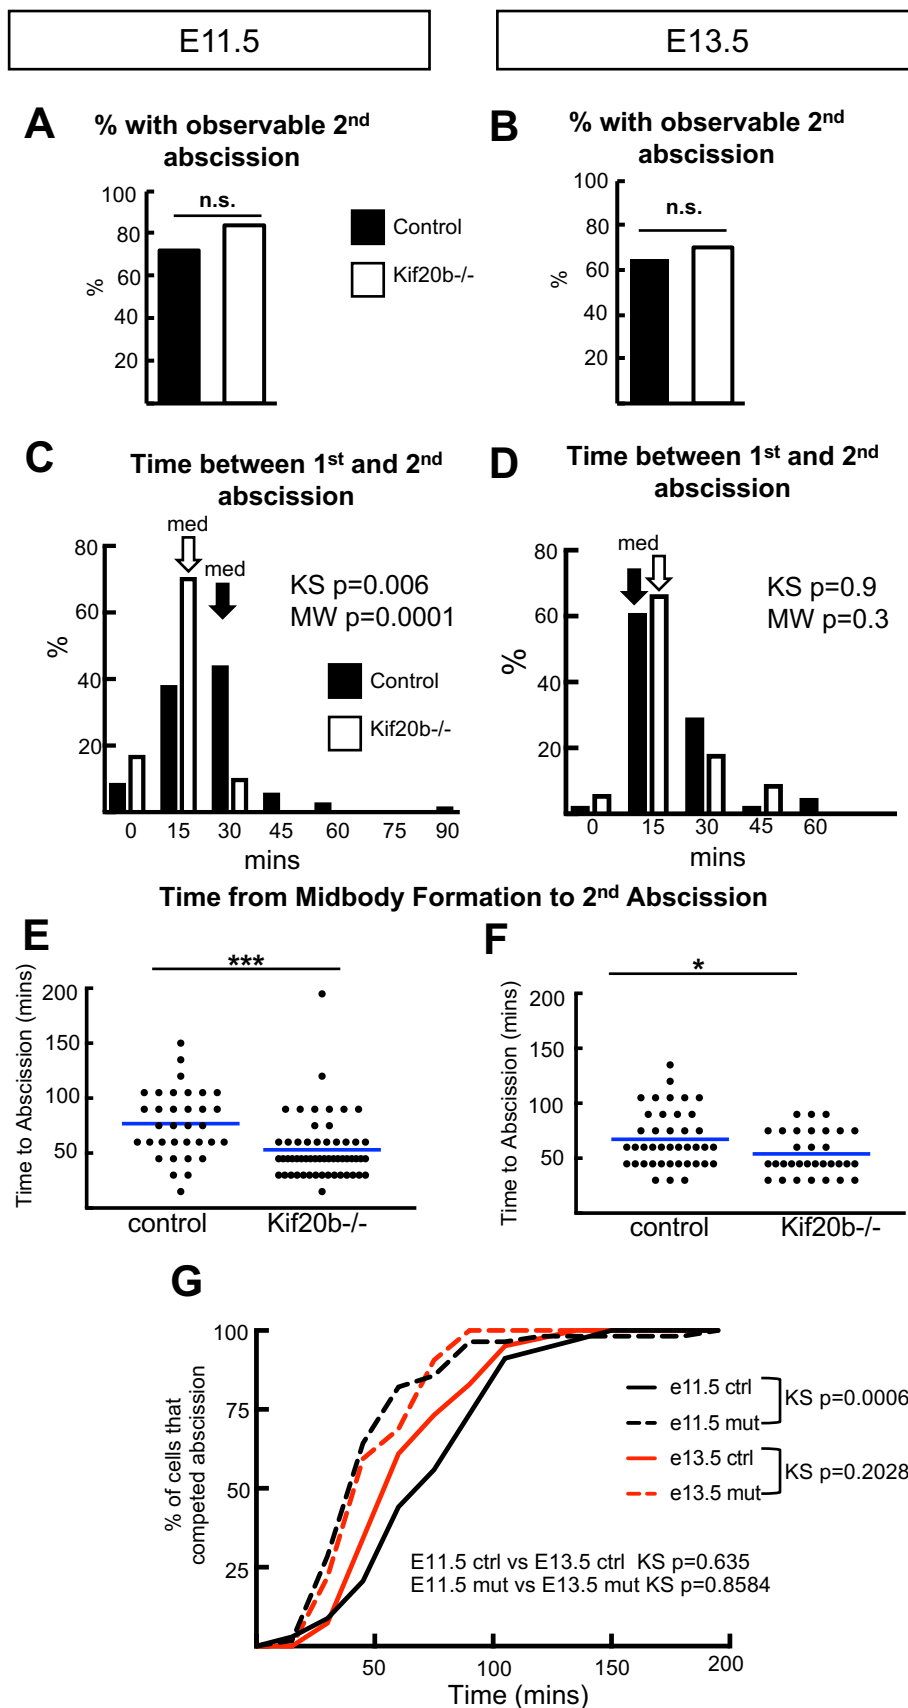 E11.5
E13.5
A
% with observable 2nd
abscission
100
80
60
40
20
%
n.s.
Control
Kif20b-/-
B
% with observable 2nd
abscission
100
80
60
40
20
%
n.s.
C
Time between 1st and 2nd
abscission
med
med
80
60
40
20
%
KS p=0.006
MW p=0.0001
Control
Kif20b-/-
0 15 30 45 60 75 90
mins
D
Time between 1st and 2nd
abscission
med
80
60
40
20
%
KS p=0.9
MW p=0.3
0 15 30 45 60
mins
Time from Midbody Formation to 2nd Abscission
E
***
Time to Abscission (mins)
200
150
100
50
control Kif20b-/-
F
*
Time to Abscission (mins)
200
150
100
50
control Kif20b-/-
G
% of cells that
competed abscission
100
75
50
25
e11.5 ctrl
e11.5 mut
KS p=0.0006
e13.5 ctrl
e13.5 mut
KS p=0.2028
E11.5 ctrl vs E13.5 ctrl KS p=0.635
E11.5 mut vs E13.5 mut KS p=0.8584
50 100 150 200
Time (mins)